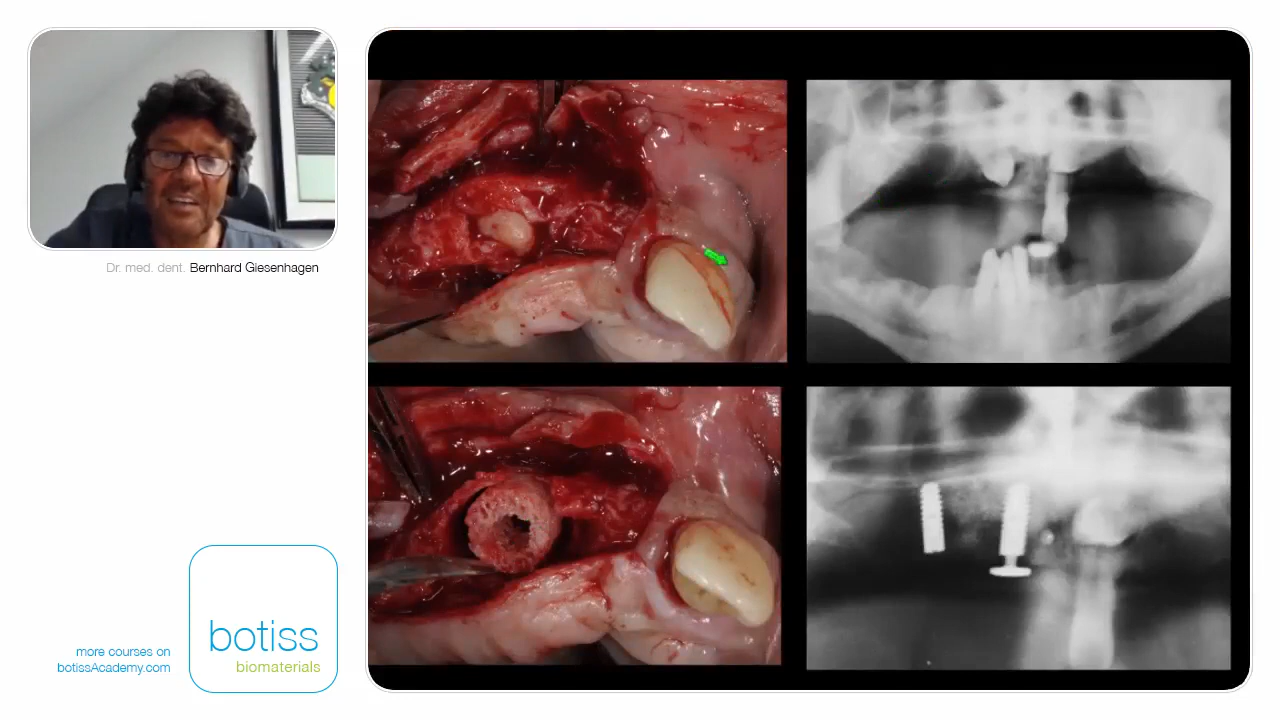 Dr. med. dent. Bernhard Giesenhagen
botiss
biomaterials
more courses on
botissAcademy.com